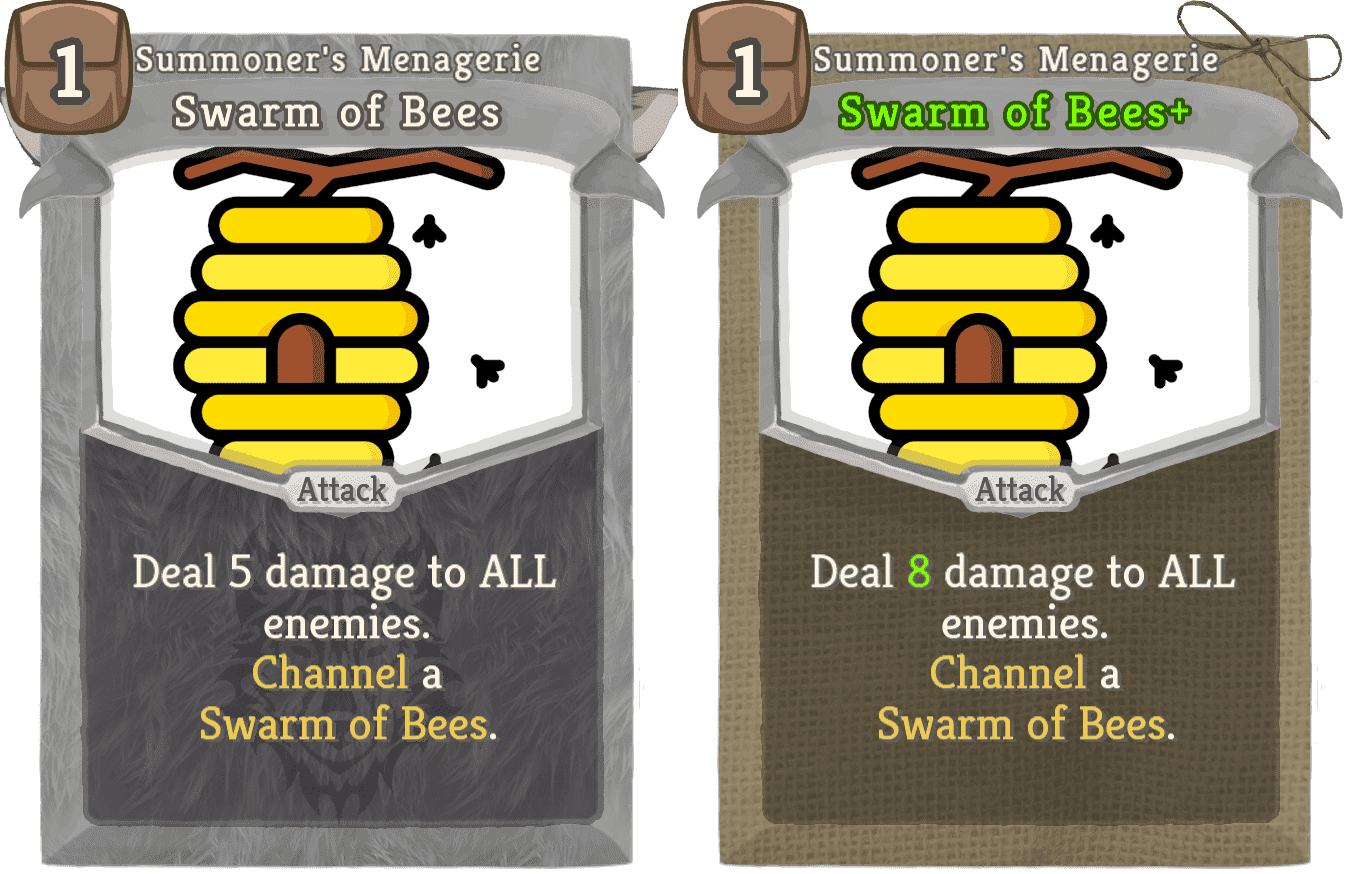 1
Summoner's Menagerie
Swarm of Bees
Attack
Deal 5 damage to ALL
enemies.
Channel a
Swarm of Bees.
1
Summoner's Menagerie
Swarm of Bees+
Attack
Deal 8 damage to ALL
enemies.
Channel a
Swarm of Bees.